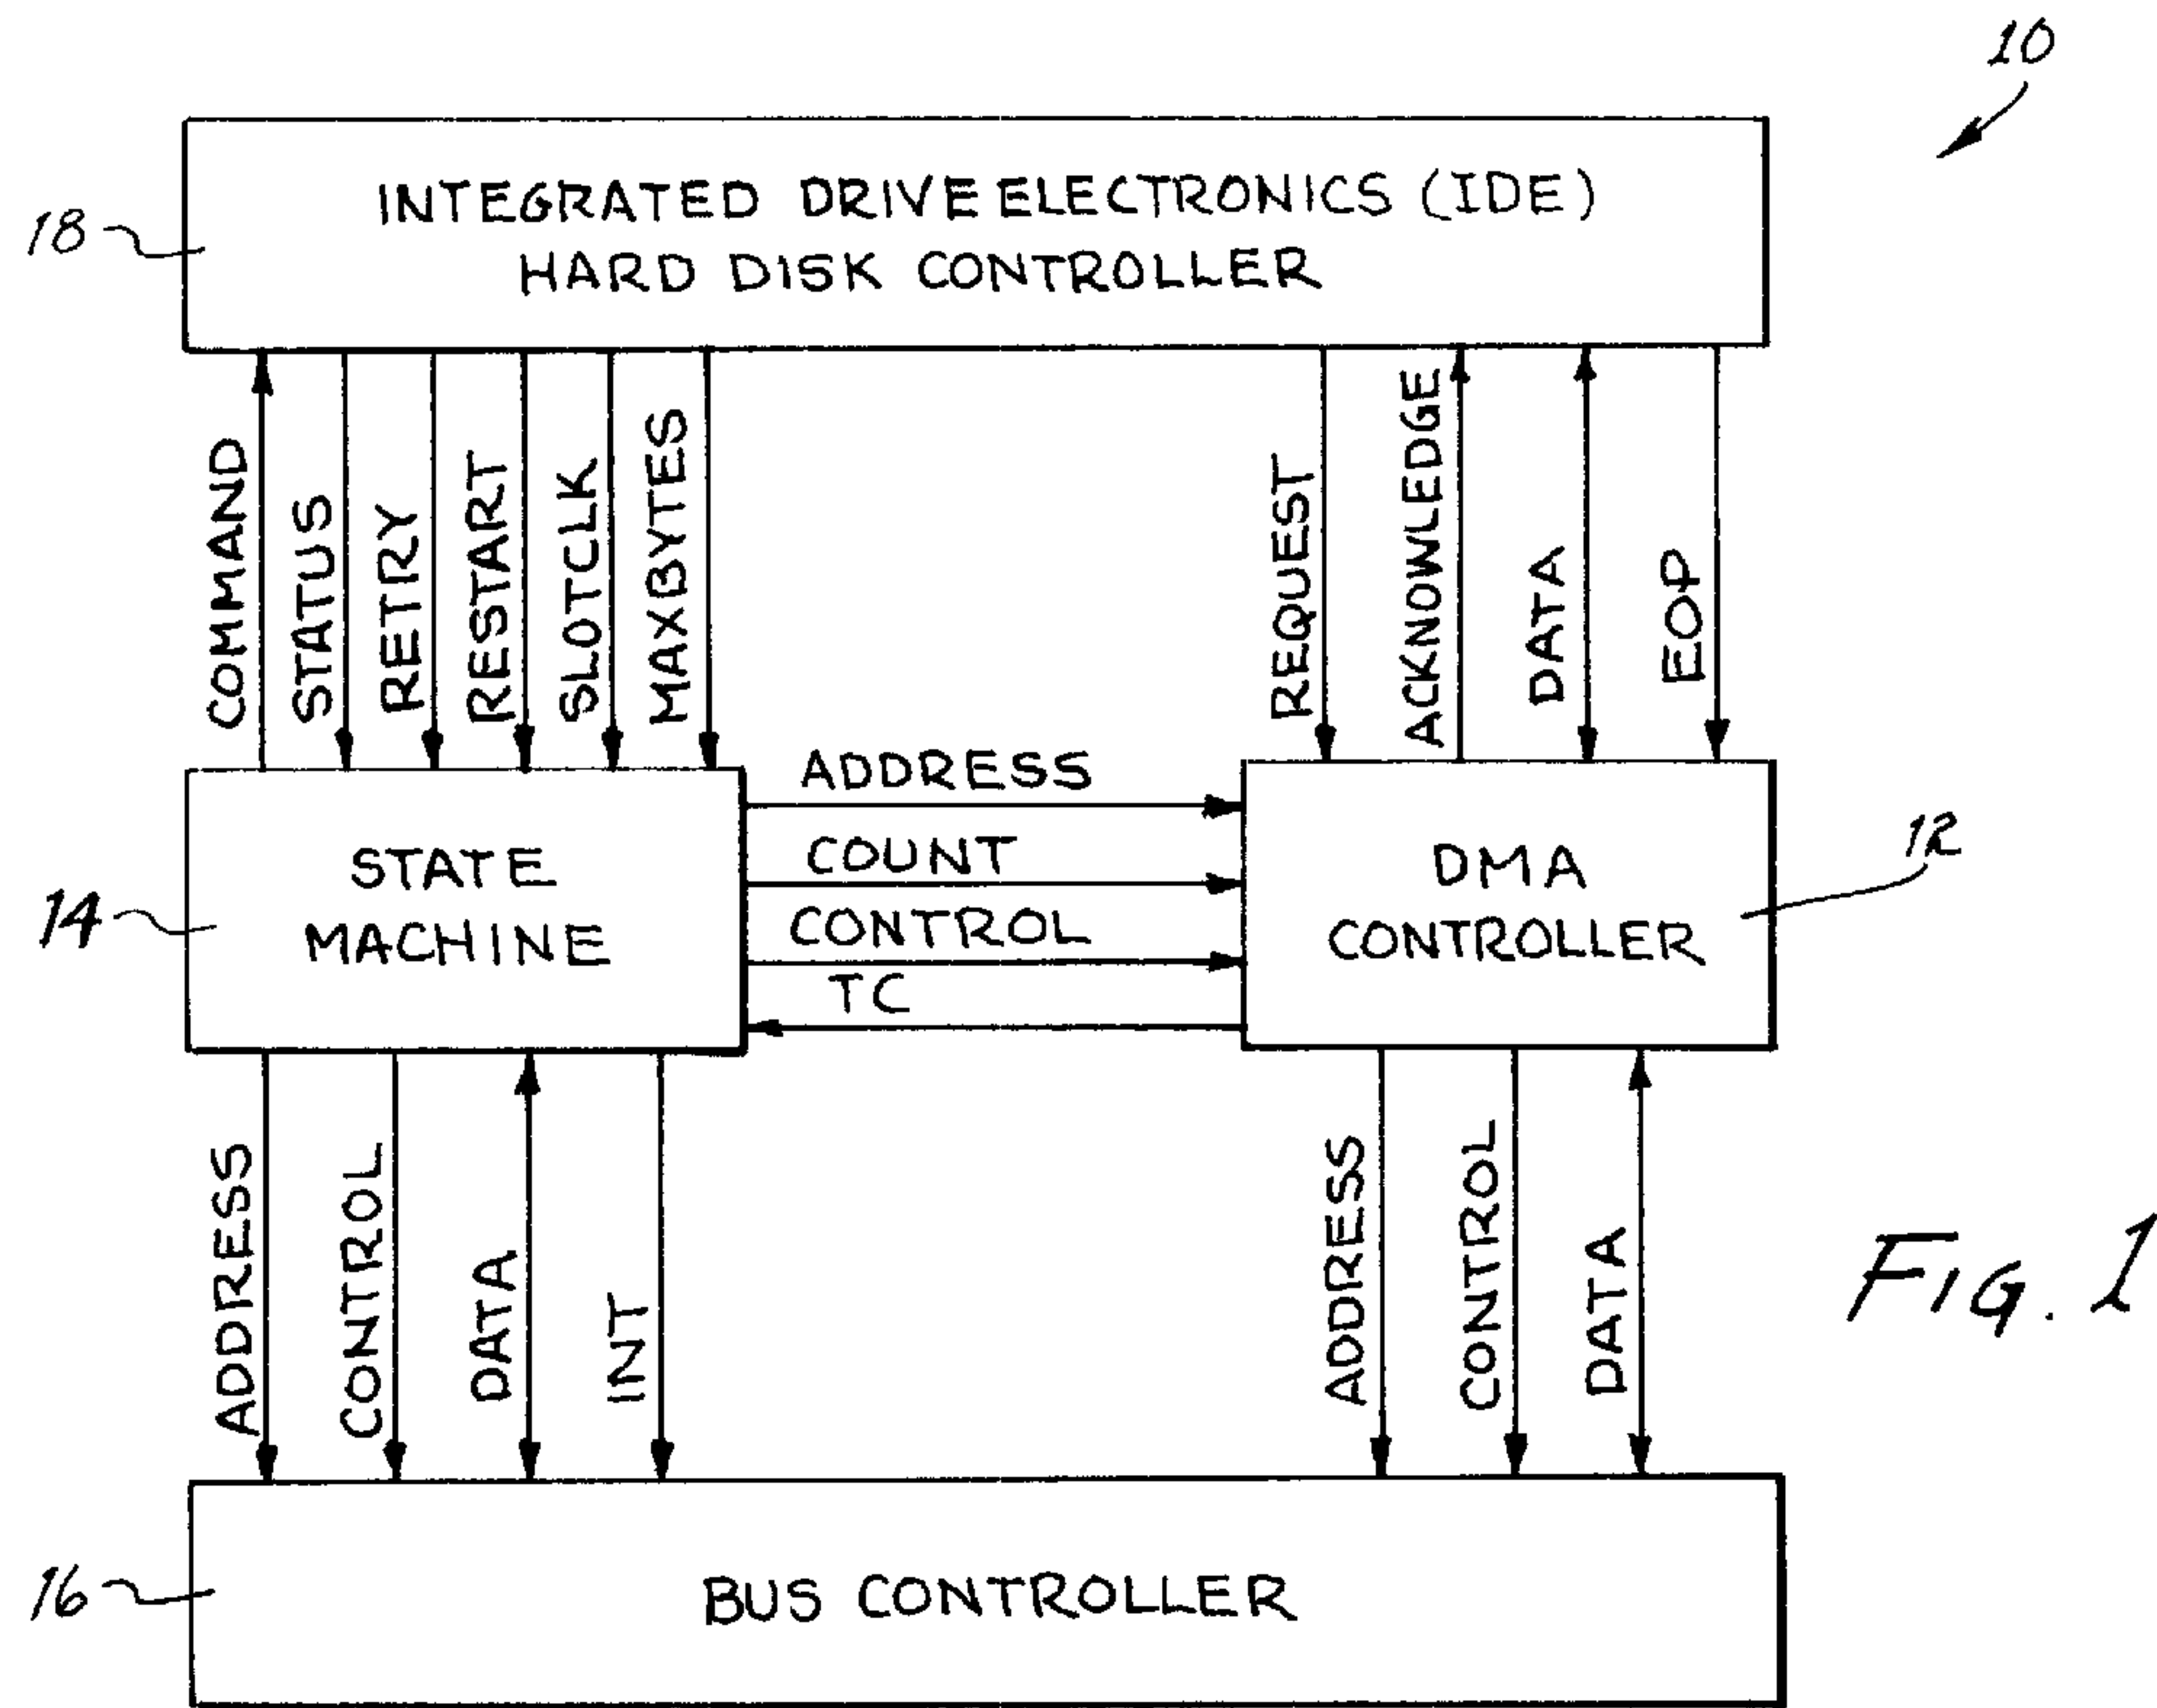 10
INTEGRATED DRIVE ELECTRONICS (IDE)
HARD DISK CONTROLLER
18
COMMAND
STATUS
RETRY
RESTART
SLOTCLK
MAXBYTES
REQUEST
ACKNOWLEDGE
DATA
EOP
ADDRESS
COUNT
CONTROL
TC
STATE
MACHINE
14
DMA
CONTROLLER
12
ADDRESS
CONTROL
DATA
INT
ADDRESS
CONTROL
DATA
FIG. 1
BUS CONTROLLER
16